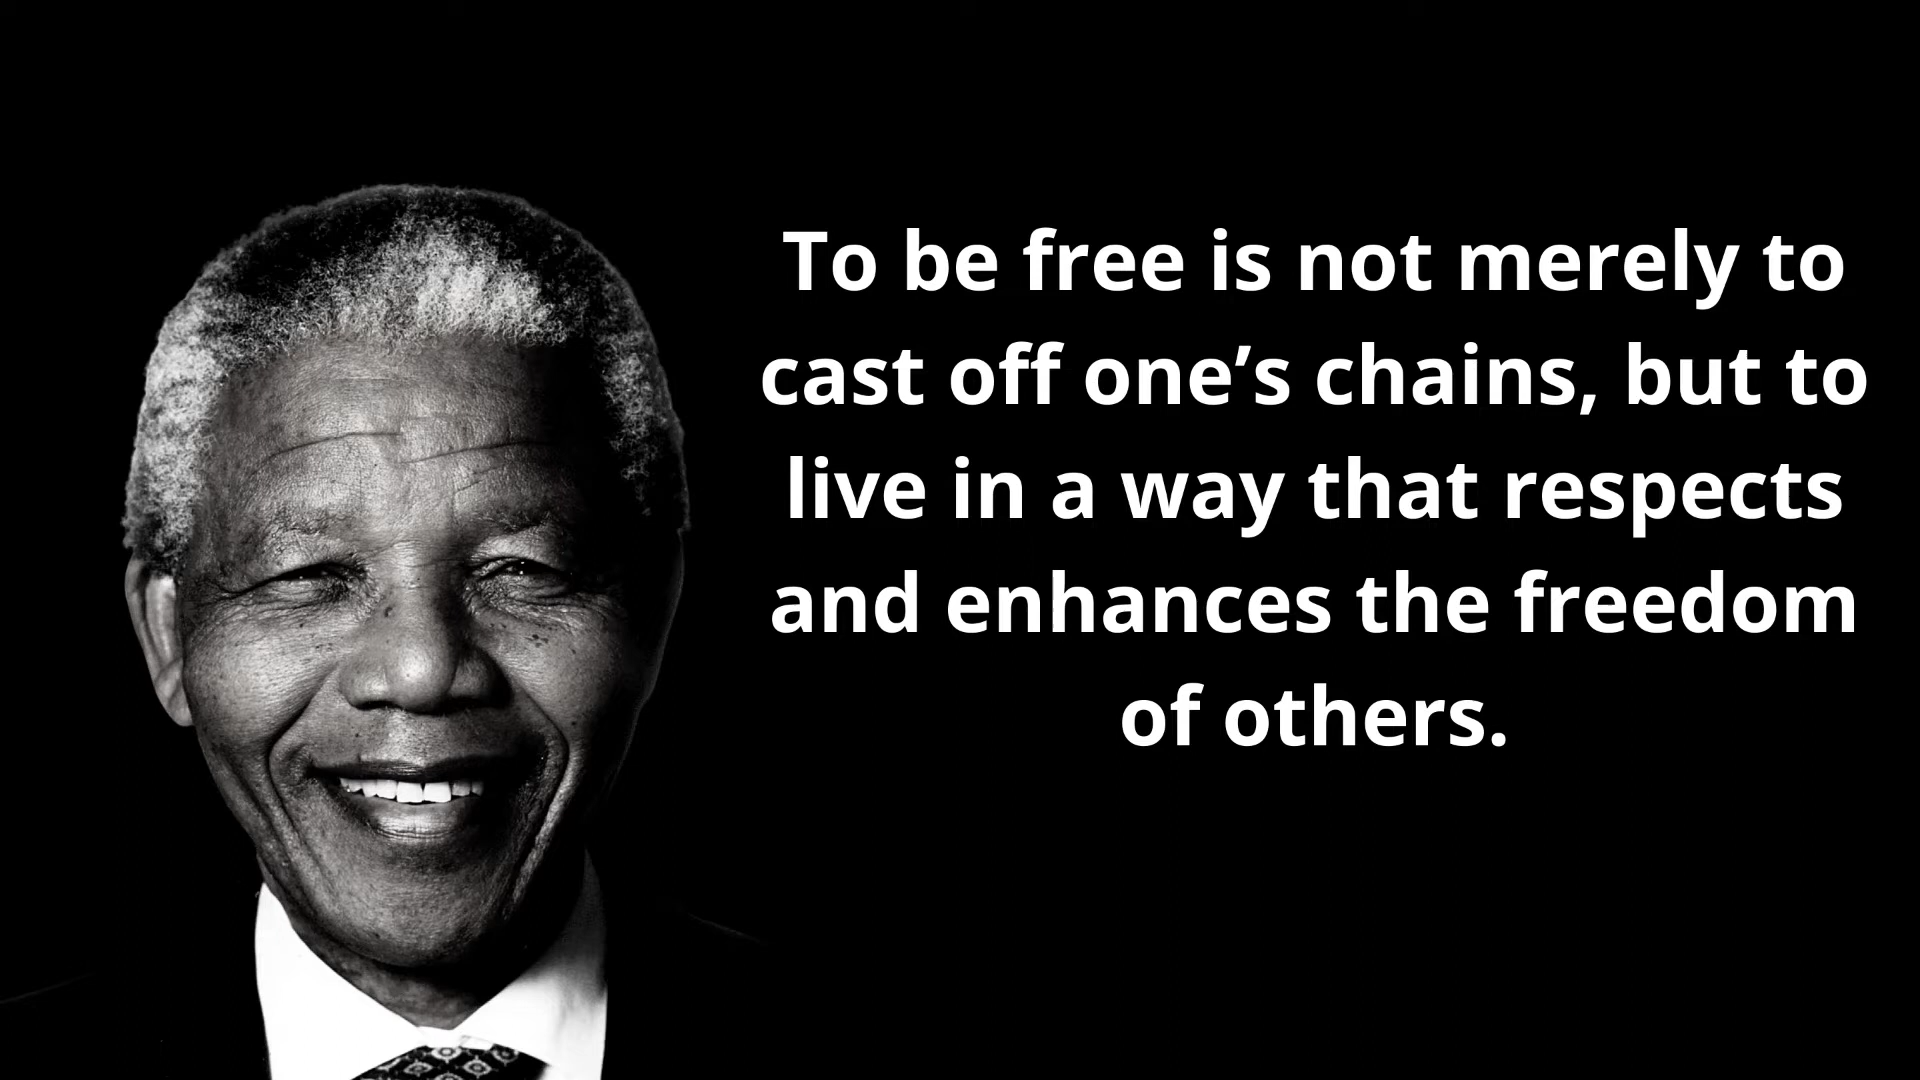 To be free is not merely to
cast off one’s chains, but to
live in a way that respects
and enhances the freedom
of others.